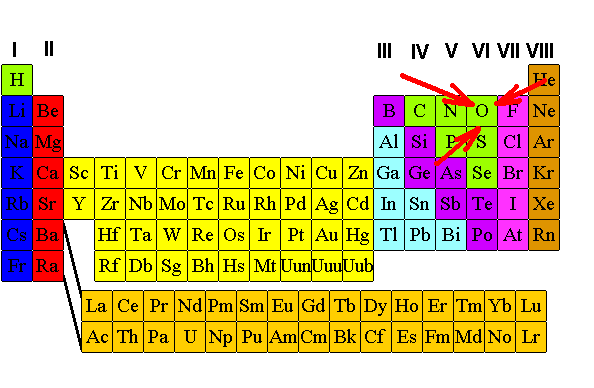 I II III IV V VI VII VIII
H He
Li Be B C N O F Ne
Na Mg Al Si P S Cl Ar
K Ca Sc Ti V Cr Mn Fe Co Ni Cu Zn Ga Ge As Se Br Kr
Rb Sr Y Zr Nb Mo Tc Ru Rh Pd Ag Cd In Sn Sb Te I Xe
Cs Ba Hf Ta W Re Os Ir Pt Au Hg Tl Pb Bi Po At Rn
Fr Ra Rf Db Sg Bh Hs Mt Uun Uuu Uub
La Ce Pr Nd Pm Sm Eu Gd Tb Dy Ho Er Tm Yb Lu
Ac Th Pa U Np Pu Am Cm Bk Cf Es Fm Md No Lr